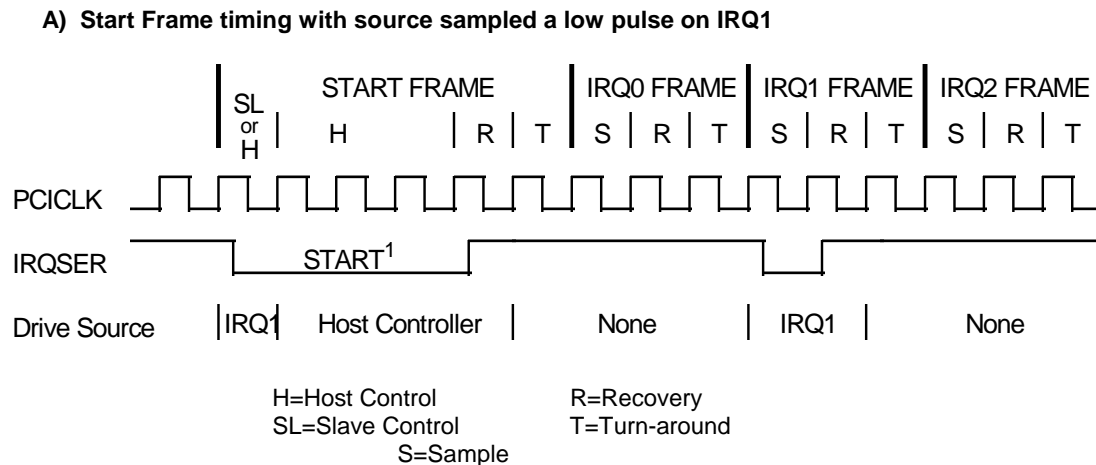 A) Start Frame timing with source sampled a low pulse on IRQ1
START FRAME IRQ0 FRAME IRQ1 FRAME IRQ2 FRAME
SL
or
H
H R T S R T S R T S R T
PCICLK
IRQSER START1
Drive Source IRQ1 Host Controller None IRQ1 None
H=Host Control R=Recovery
SL=Slave Control T=Turn-around
S=Sample